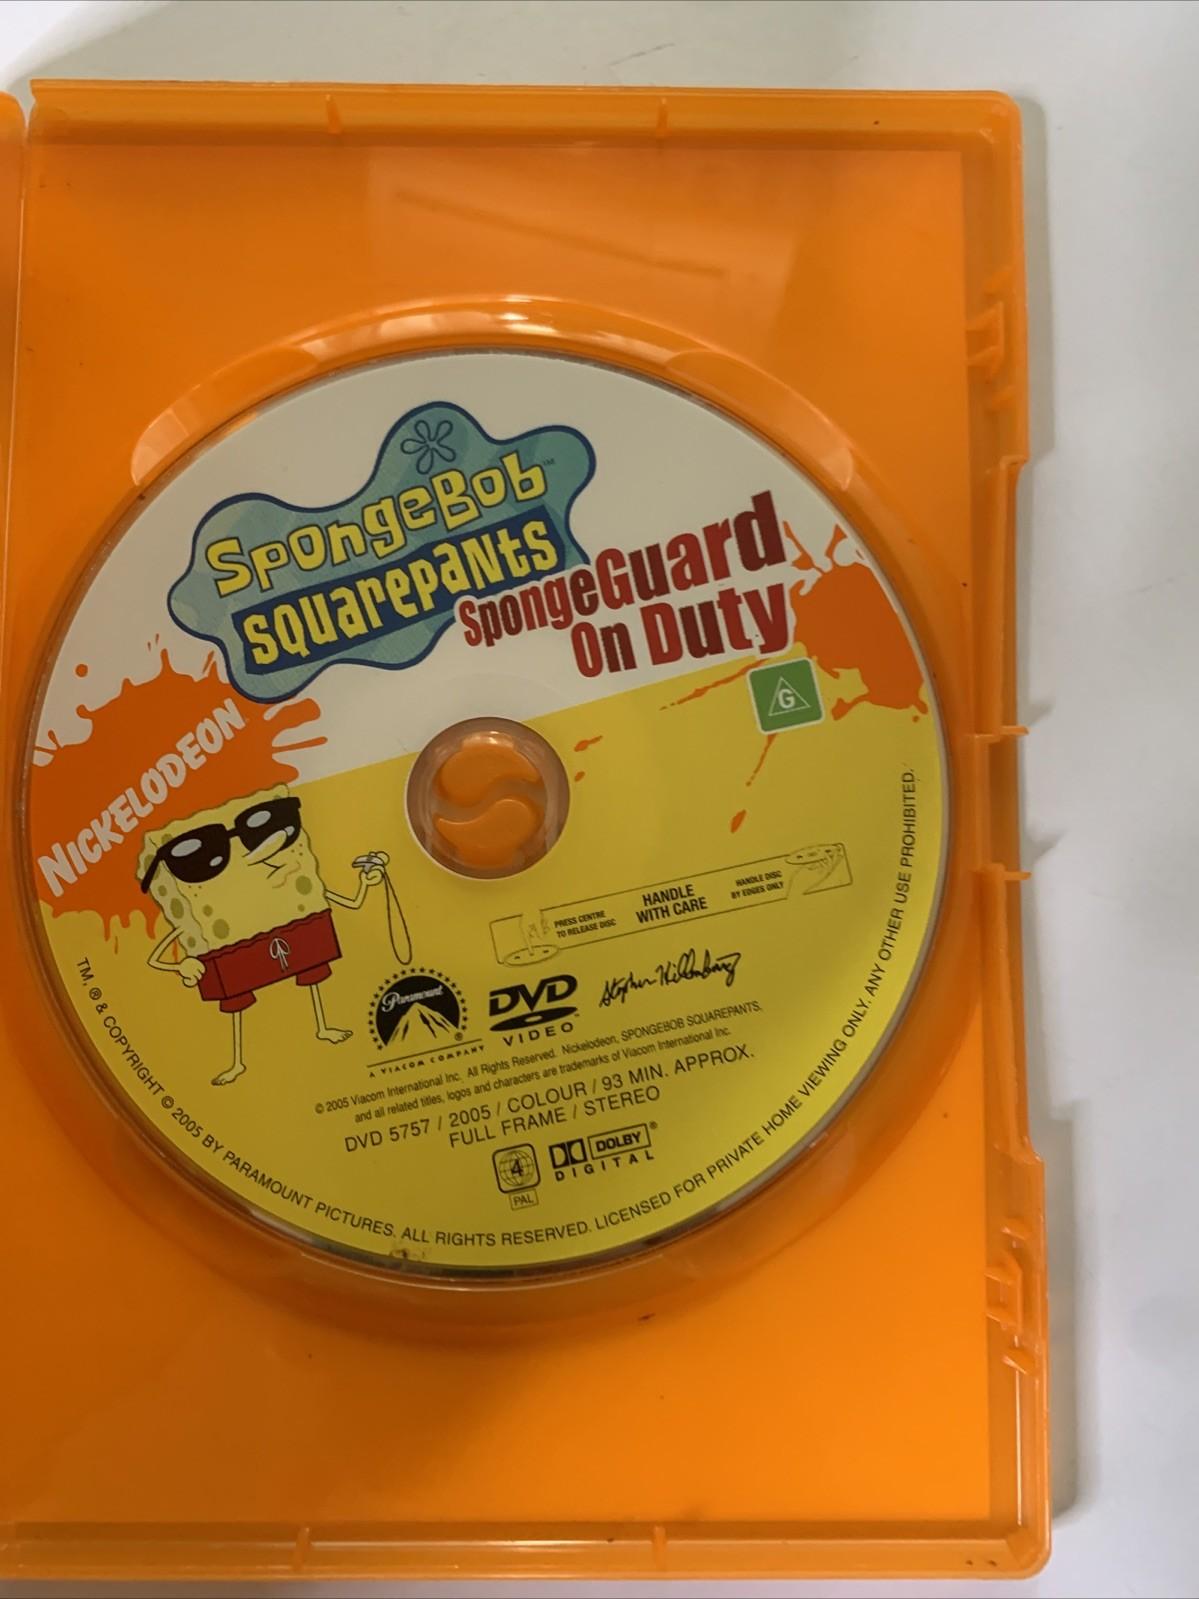 SpongeBob™
SquarePants
SpongeGuard
On Duty
G
NICKELODEON
PRESS CENTRE
TO RELEASE DISC
HANDLE
WITH CARE
HANDLE DISC
BY EDGES ONLY
Paramount®
A VIACOM COMPANY
DVD
VIDEO™
Stephen Hillenburg
© 2005 Viacom International Inc. All Rights Reserved. Nickelodeon, SPONGEBOB SQUAREPANTS,
and all related titles, logos and characters are trademarks of Viacom International Inc.
DVD 5757 / 2005 / COLOUR / 93 MIN. APPROX.
FULL FRAME / STEREO
4
PAL
DOLBY®
DIGITAL
TM, ® & COPYRIGHT © 2005 BY PARAMOUNT PICTURES. ALL RIGHTS RESERVED. LICENSED FOR PRIVATE HOME VIEWING ONLY. ANY OTHER USE PROHIBITED.